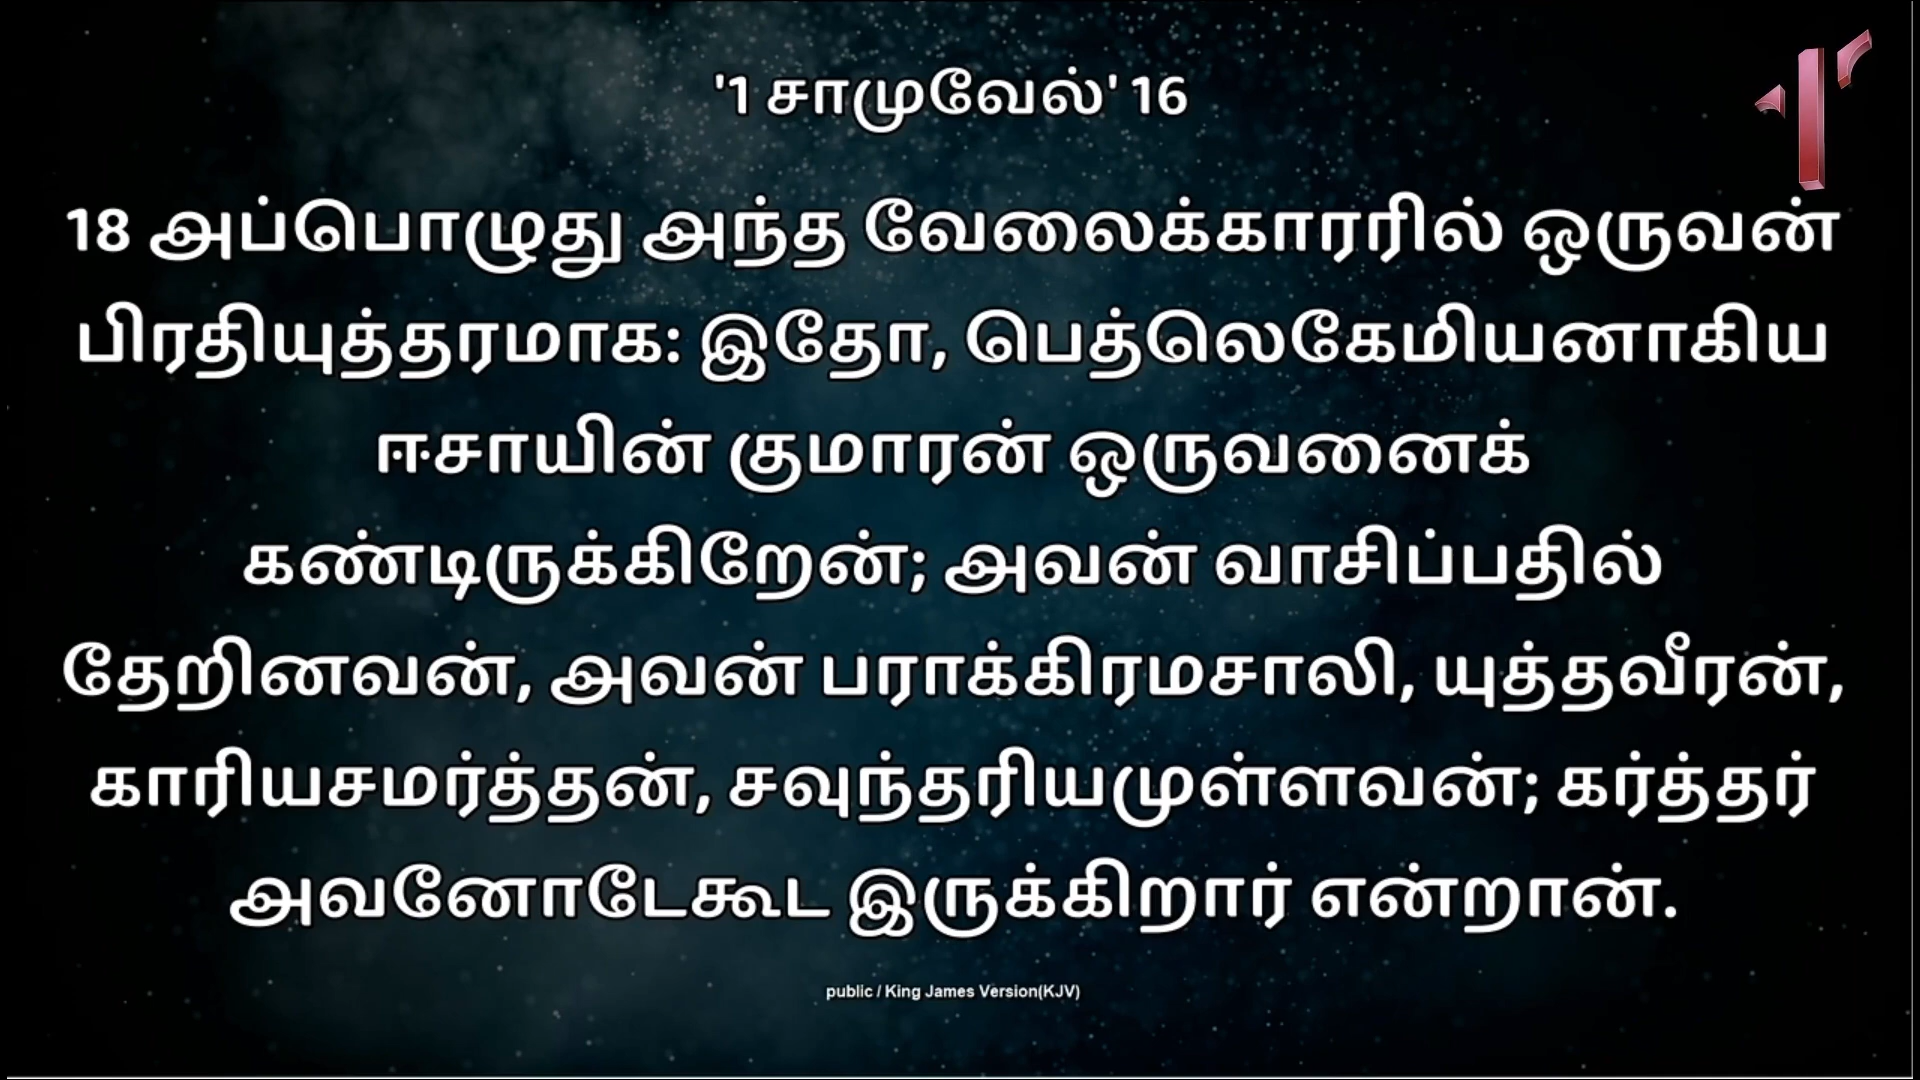 '1 சாமுவேல்' 16
18 அப்பொழுது அந்த வேலைக்காரரில் ஒருவன்
பிரதியுத்தரமாக: இதோ, பெத்லெகேமியனாகிய
ஈசாயின் குமாரன் ஒருவனைக்
கண்டிருக்கிறேன்; அவன் வாசிப்பதில்
தேறினவன், அவன் பராக்கிரமசாலி, யுத்தவீரன்,
காரியசமர்த்தன், சவுந்தரியமுள்ளவன்; கர்த்தர்
அவனோடேகூட இருக்கிறார் என்றான்.
public / King James Version(KJV)